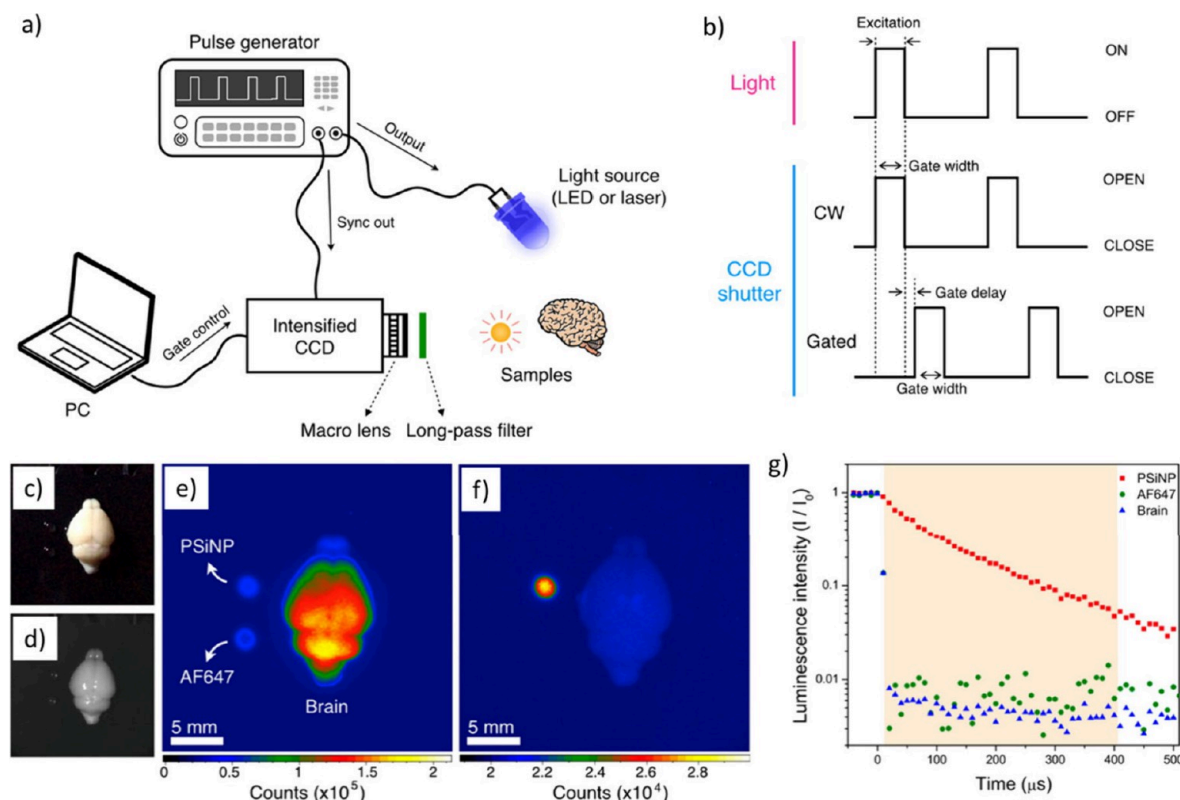 a)
Pulse generator
Output
Light source
(LED or laser)
Sync out
Gate control
Intensified
CCD
PC
Samples
Macro lens
Long-pass filter
b)
Excitation
Light
ON
OFF
Gate width
CW
OPEN
CLOSE
CCD
shutter
Gate delay
Gated
OPEN
CLOSE
Gate width
c)
d)
e)
PSiNP
AF647
Brain
5 mm
0 0.5 1.0 1.5 2.0
Counts (x10⁵)
f)
5 mm
2.0 2.2 2.4 2.6 2.8
Counts (x10⁴)
g)
PSiNP
AF647
Brain
Luminescence intensity (I / I₀)
1
0.1
0.01
0 100 200 300 400 500
Time (µs)